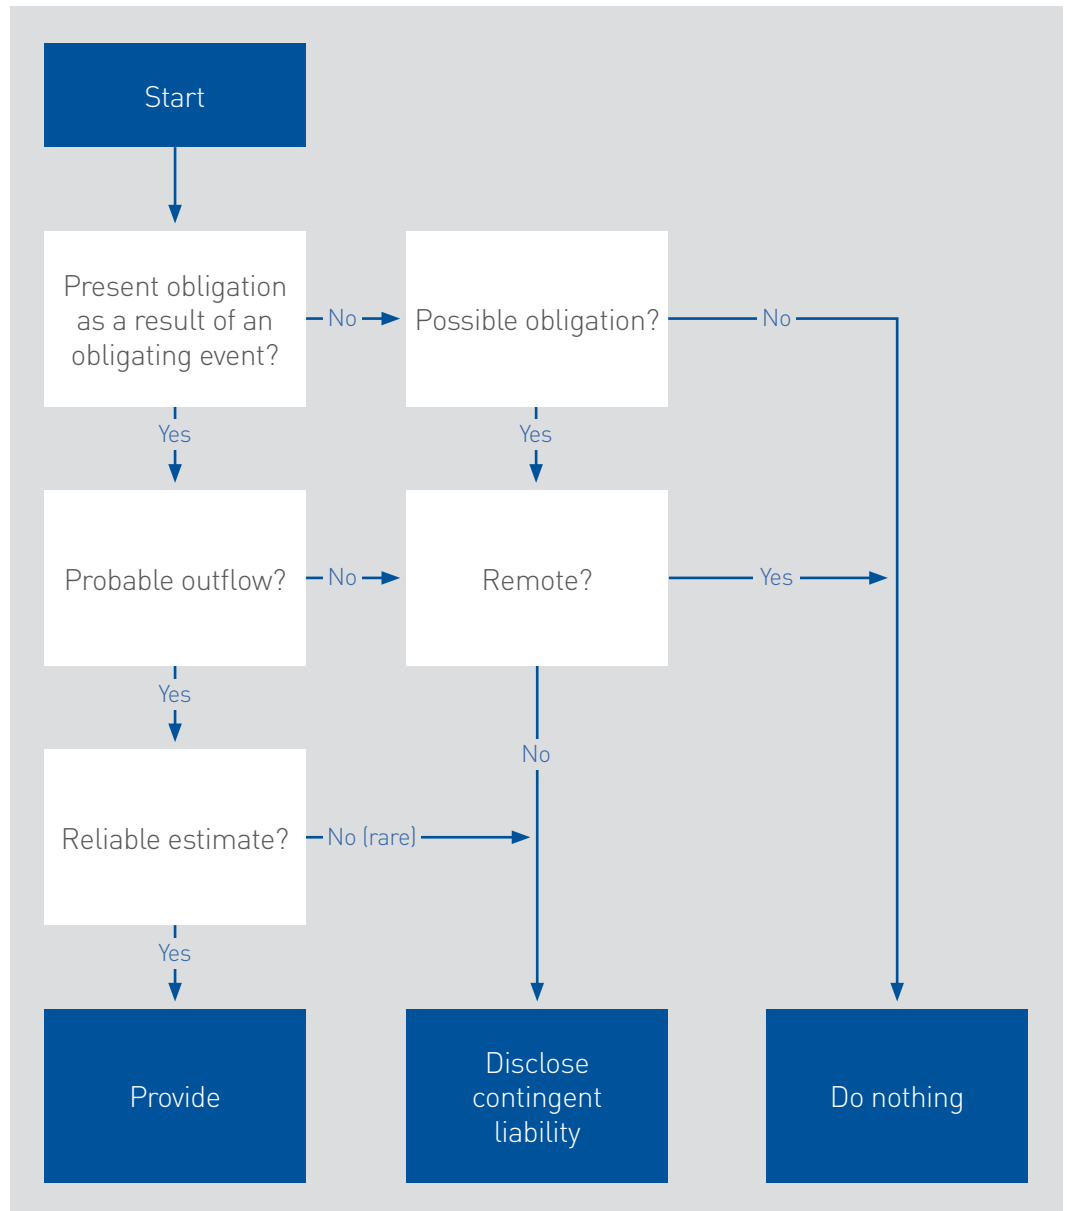 Start
Present obligation
as a result of an
obligating event?
No
Possible obligation?
No
Yes
Yes
Probable outflow?
No
Remote?
Yes
Yes
No
Reliable estimate?
No (rare)
Yes
Provide
Disclose
contingent
liability
Do nothing